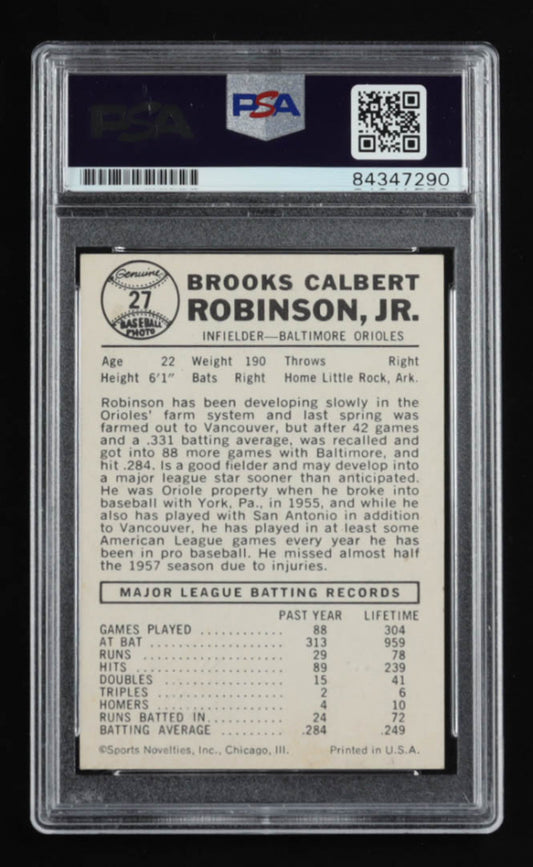 PSA
PSA
84347290
Genuine
27
BASEBALL
PHOTO
BROOKS CALBERT
ROBINSON, JR.
INFIELDER—BALTIMORE ORIOLES
Age 22 Weight 190 Throws Right
Height 6'1" Bats Right Home Little Rock, Ark.
Robinson has been developing slowly in the
Orioles' farm system and last spring was
farmed out to Vancouver, but after 42 games
and a .331 batting average, was recalled and
got into 88 more games with Baltimore, and
hit .284. Is a good fielder and may develop into
a major league star sooner than anticipated.
He was Oriole property when he broke into
baseball with York, Pa., in 1955, and while he
also has played with San Antonio in addition
to Vancouver, he has played in at least some
American League games every year he has
been in pro baseball. He missed almost half
the 1957 season due to injuries.
MAJOR LEAGUE BATTING RECORDS
PAST YEAR LIFETIME
GAMES PLAYED ............ 88 304
AT BAT .................... 313 959
RUNS ..................... 29 78
HITS ...................... 89 239
DOUBLES ................. 15 41
TRIPLES .................. 2 6
HOMERS .................. 4 10
RUNS BATTED IN........... 24 72
BATTING AVERAGE ......... .284 .249
©Sports Novelties, Inc., Chicago, Ill. Printed in U.S.A.